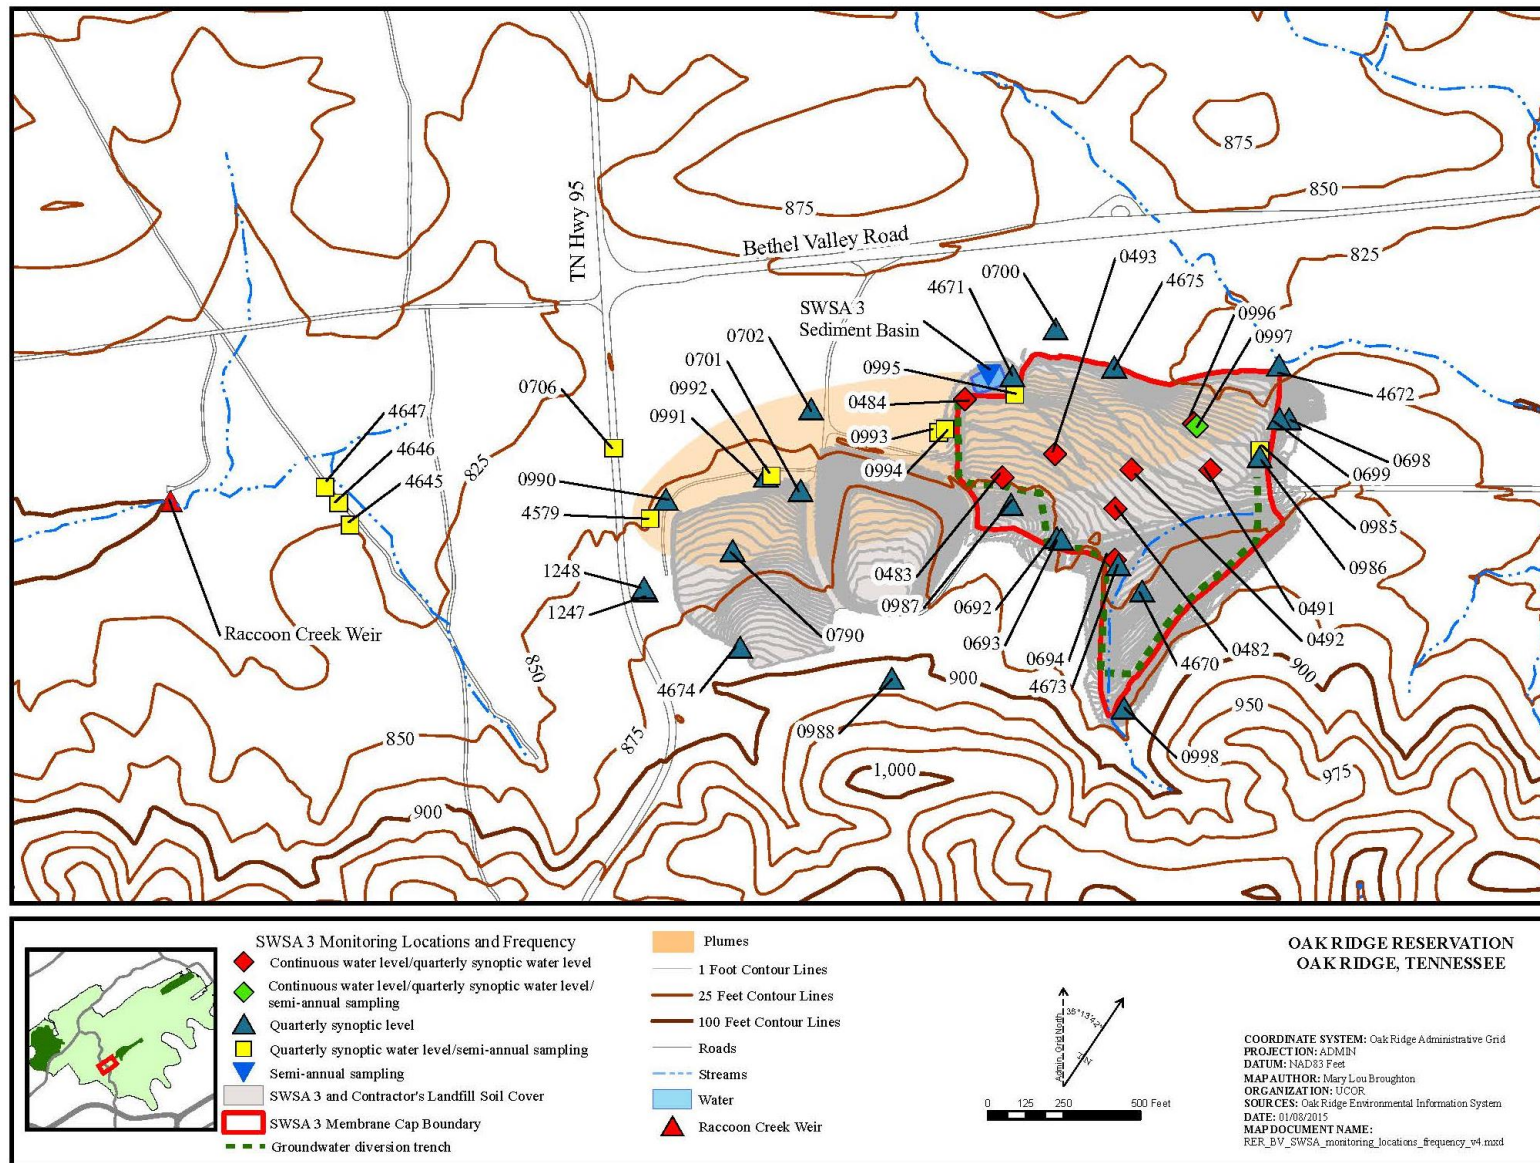 875
850
TN Hwy 95
875
Bethel Valley Road
825
0493
0700
4675
4671
0996
SWSA 3
Sediment Basin
0997
0702
0701
0995
0992
0706
0484
4672
0991
4647
0993
4646
0698
825
0994
0699
4645
0990
4579
0985
0986
1248
0483
0987
0692
0491
1247
Raccoon Creek Weir
0790
0693
0492
0694
0482
850
4670
900
4674
4673
900
950
0988
875
850
0998
1,000
975
900
SWSA 3 Monitoring Locations and Frequency
Continuous water level/quarterly synoptic water level
Continuous water level/quarterly synoptic water level/
semi-annual sampling
Quarterly synoptic level
Quarterly synoptic water level/semi-annual sampling
Semi-annual sampling
SWSA 3 and Contractor's Landfill Soil Cover
SWSA 3 Membrane Cap Boundary
Groundwater diversion trench
Plumes
1 Foot Contour Lines
25 Feet Contour Lines
100 Feet Contour Lines
Roads
Streams
Water
Raccoon Creek Weir
Admin. Grid North
0 125 250 500 Feet
OAK RIDGE RESERVATION
OAK RIDGE, TENNESSEE
COORDINATE SYSTEM: Oak Ridge Administrative Grid
PROJECTION: ADMIN
DATUM: NAD83 Feet
MAP AUTHOR: Mary Lou Broughton
ORGANIZATION: UCOR
SOURCES: Oak Ridge Environmental Information System
DATE: 01/08/2015
MAP DOCUMENT NAME:
RER_BV_SWSA_monitoring_locations_frequency_v4.mxd